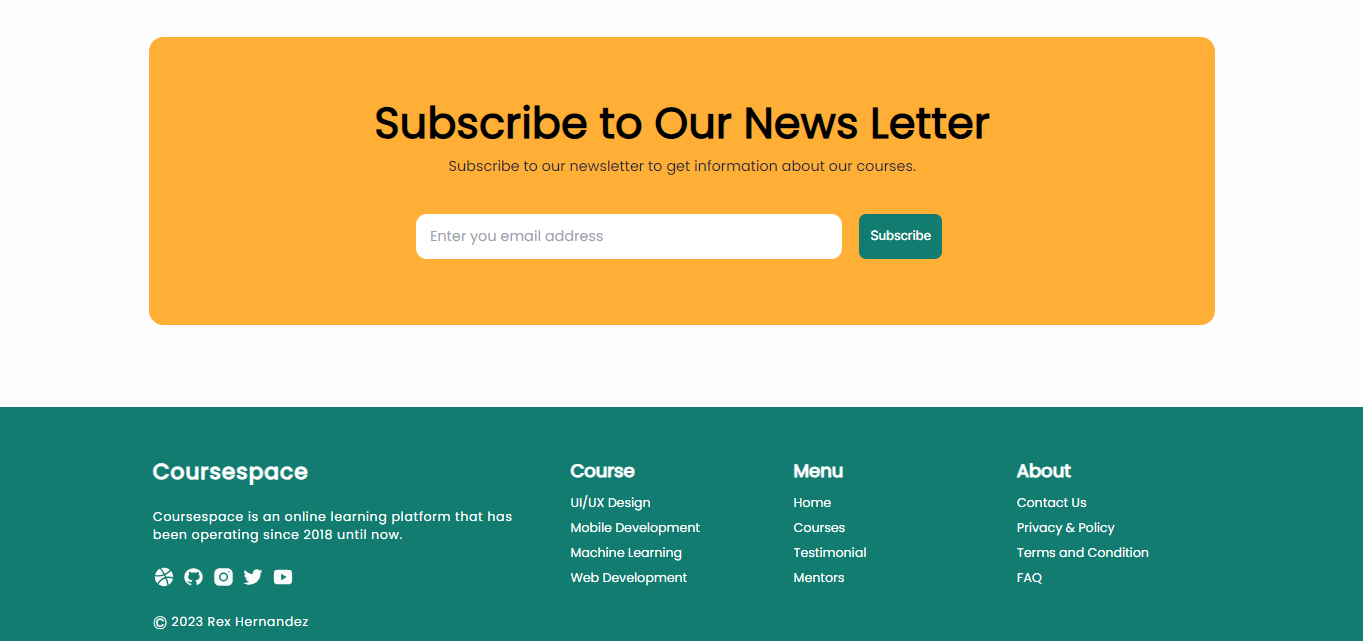 Subscribe to Our News Letter
Subscribe to our newsletter to get information about our courses.
Enter you email address
Subscribe
Coursespace
Coursespace is an online learning platform that has
been operating since 2018 until now.
© 2023 Rex Hernandez
Course
UI/UX Design
Mobile Development
Machine Learning
Web Development
Menu
Home
Courses
Testimonial
Mentors
About
Contact Us
Privacy & Policy
Terms and Condition
FAQ